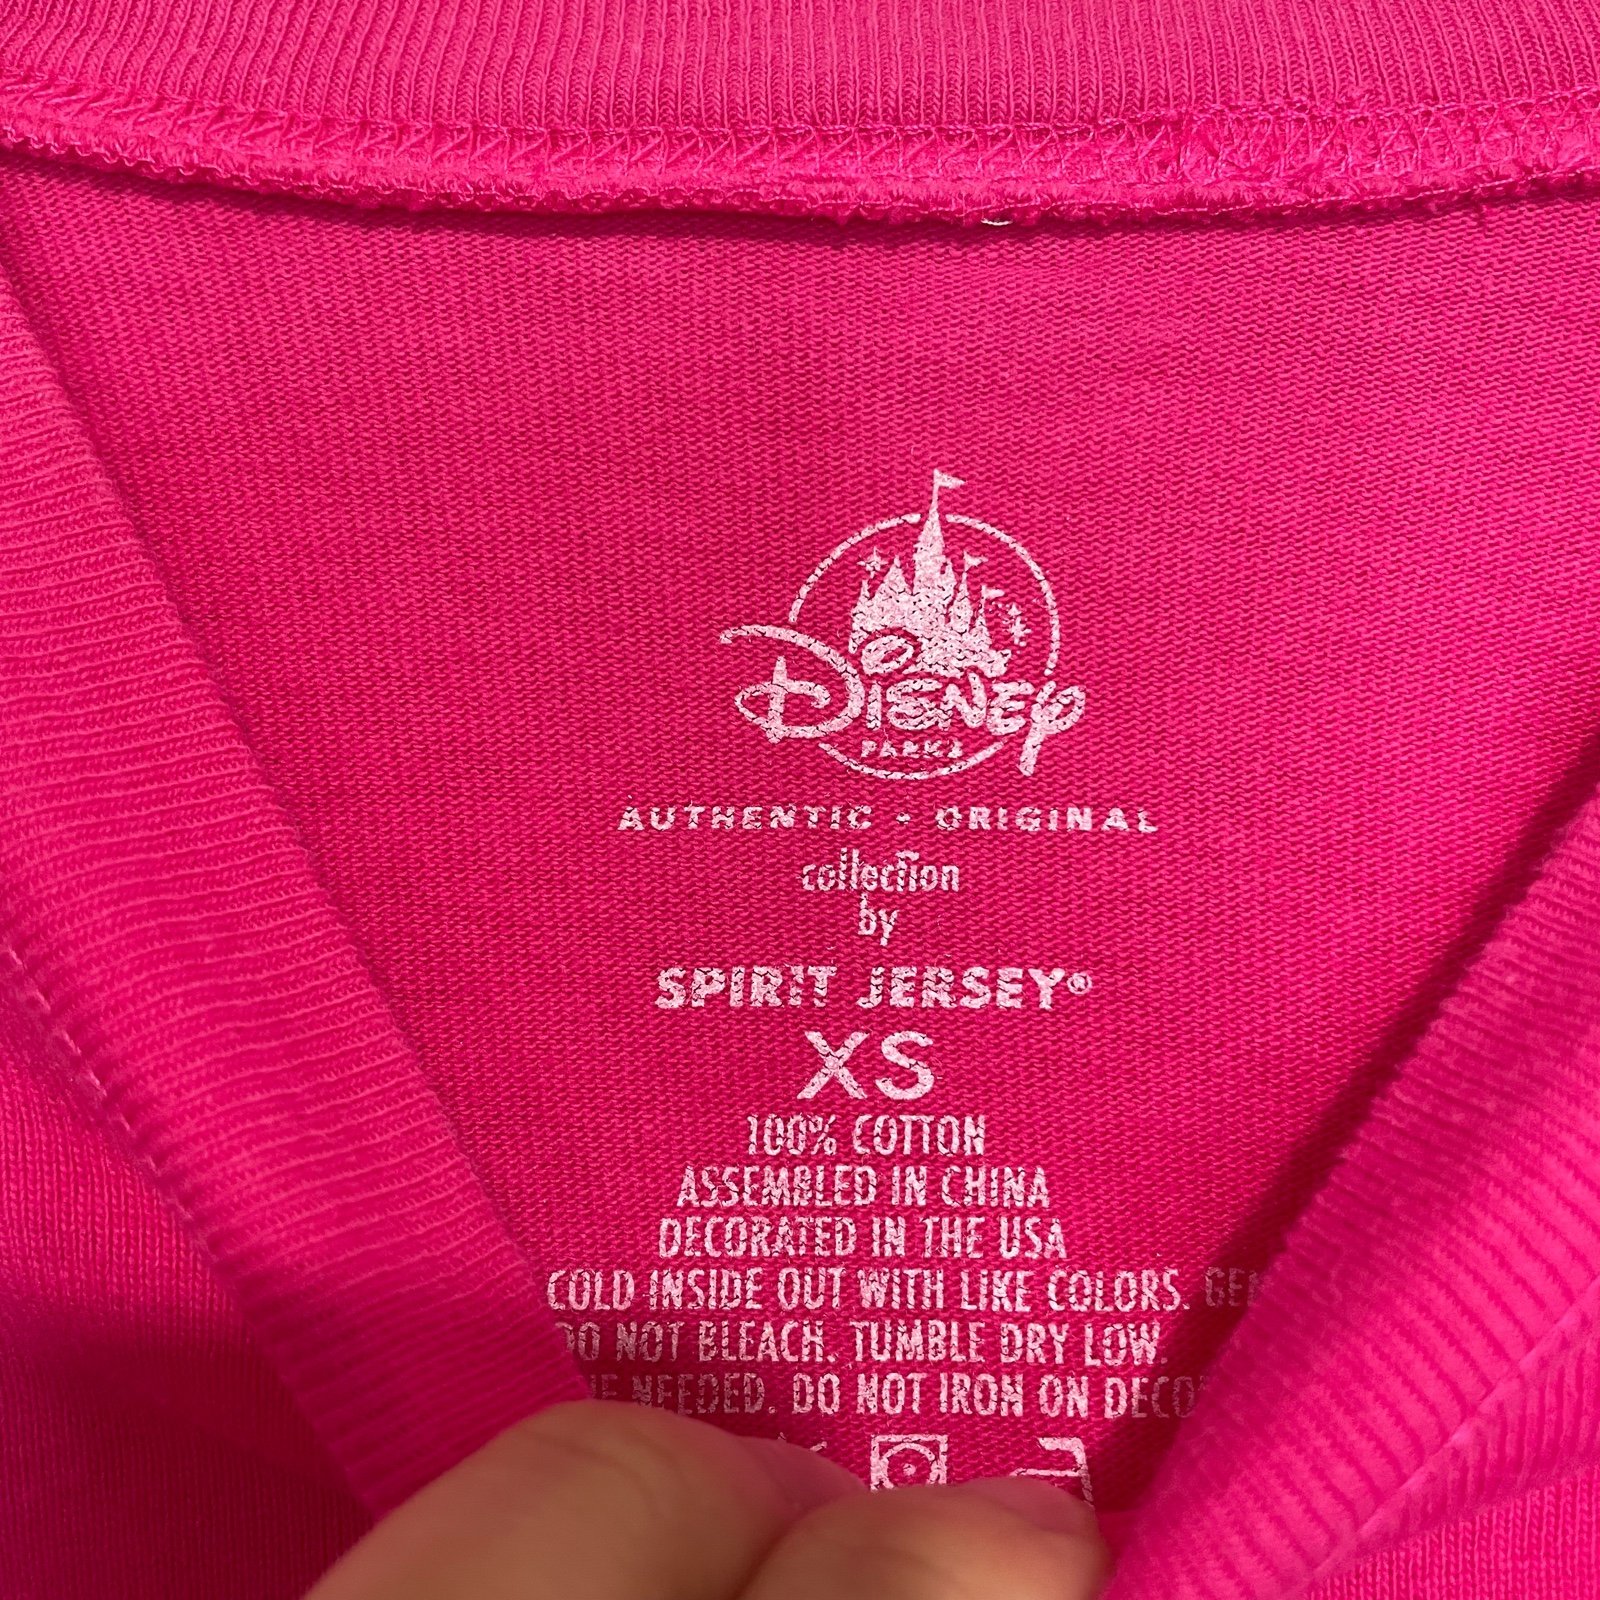 DISNEY
PARKS
AUTHENTIC • ORIGINAL
collection
by
SPIRIT JERSEY®
XS
100% COTTON
ASSEMBLED IN CHINA
DECORATED IN THE USA
COLD INSIDE OUT WITH LIKE COLORS.
DO NOT BLEACH. TUMBLE DRY LOW.
NEEDED. DO NOT IRON ON